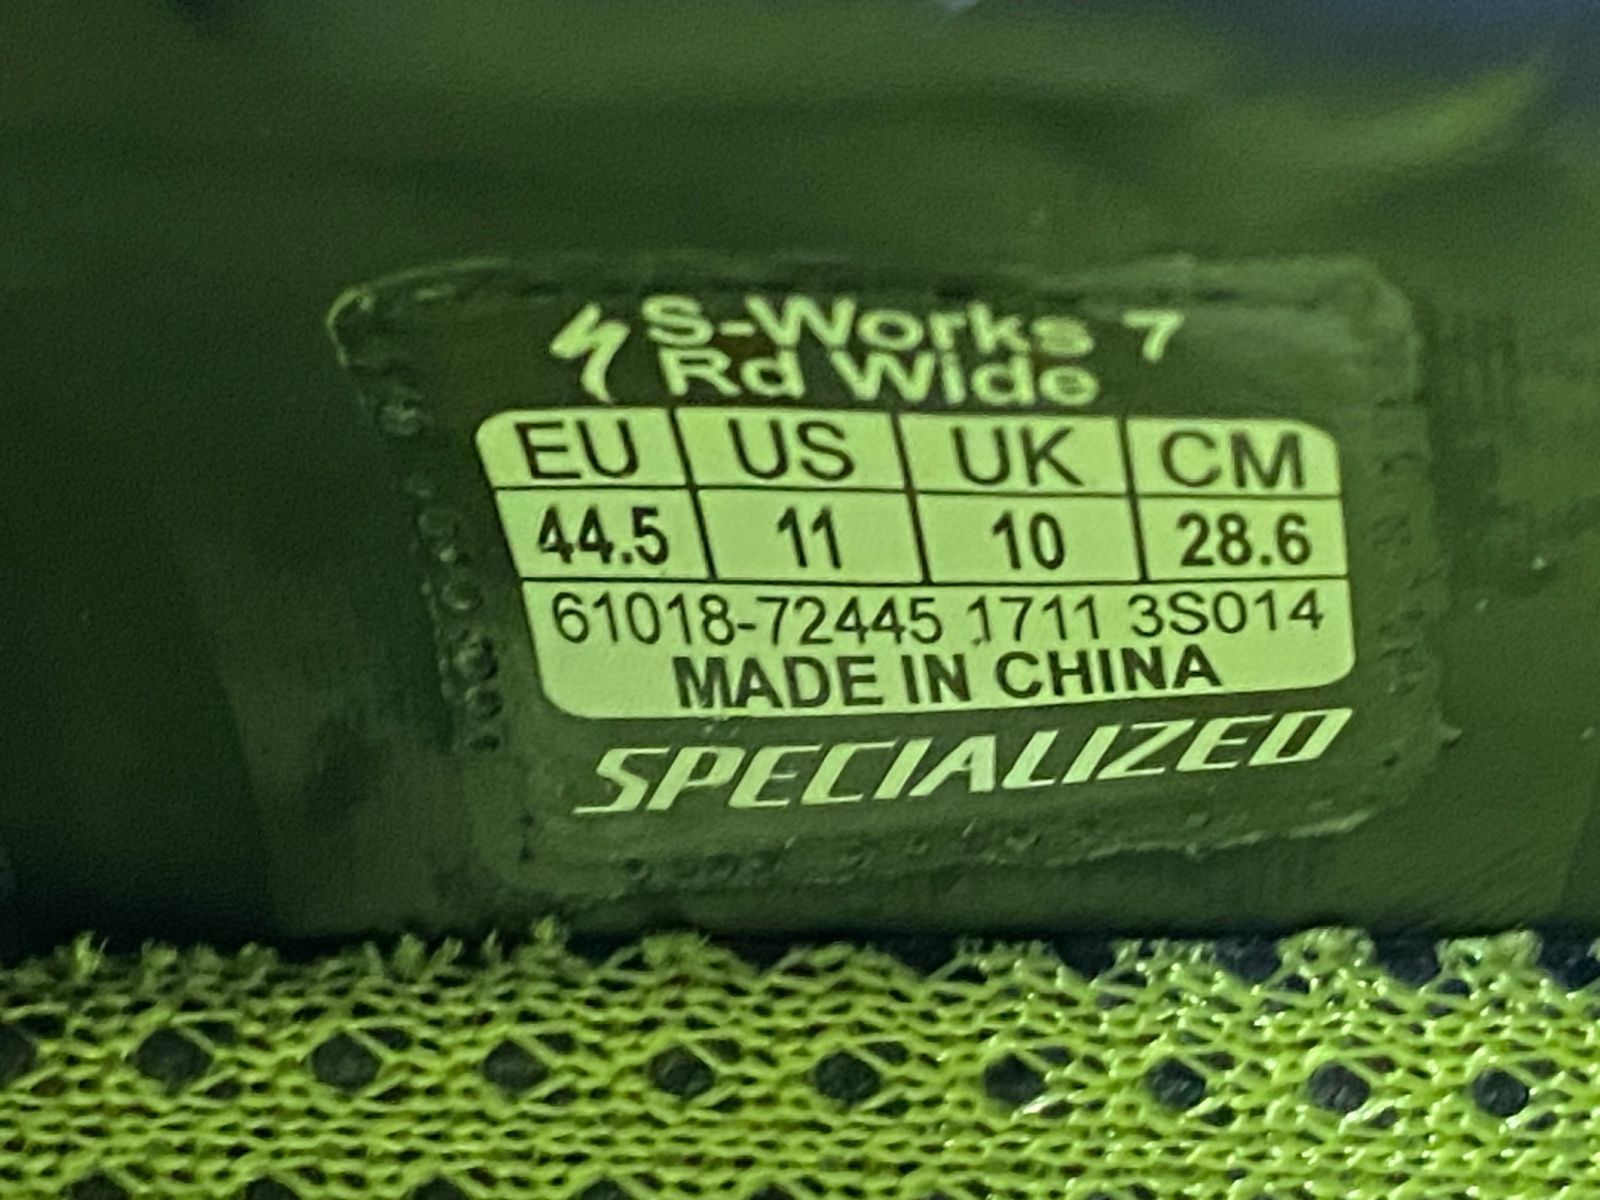 S-Works 7
Rd Wide
EU US UK CM
44.5 11 10 28.6
61018-72445 1711 3S014
MADE IN CHINA
SPECIALIZED